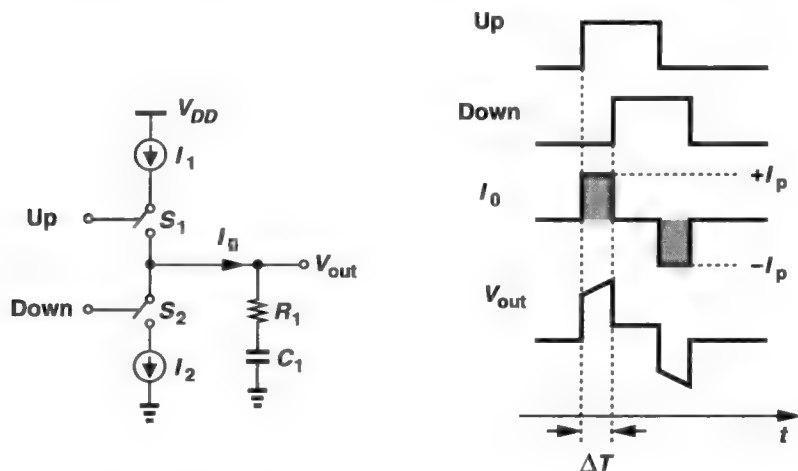 V_DD
I_1
Up
S_1
I_0
V_out
Down
S_2
R_1
C_1
I_2
Up
Down
I_0
+I_p
−I_p
V_out
t
ΔT